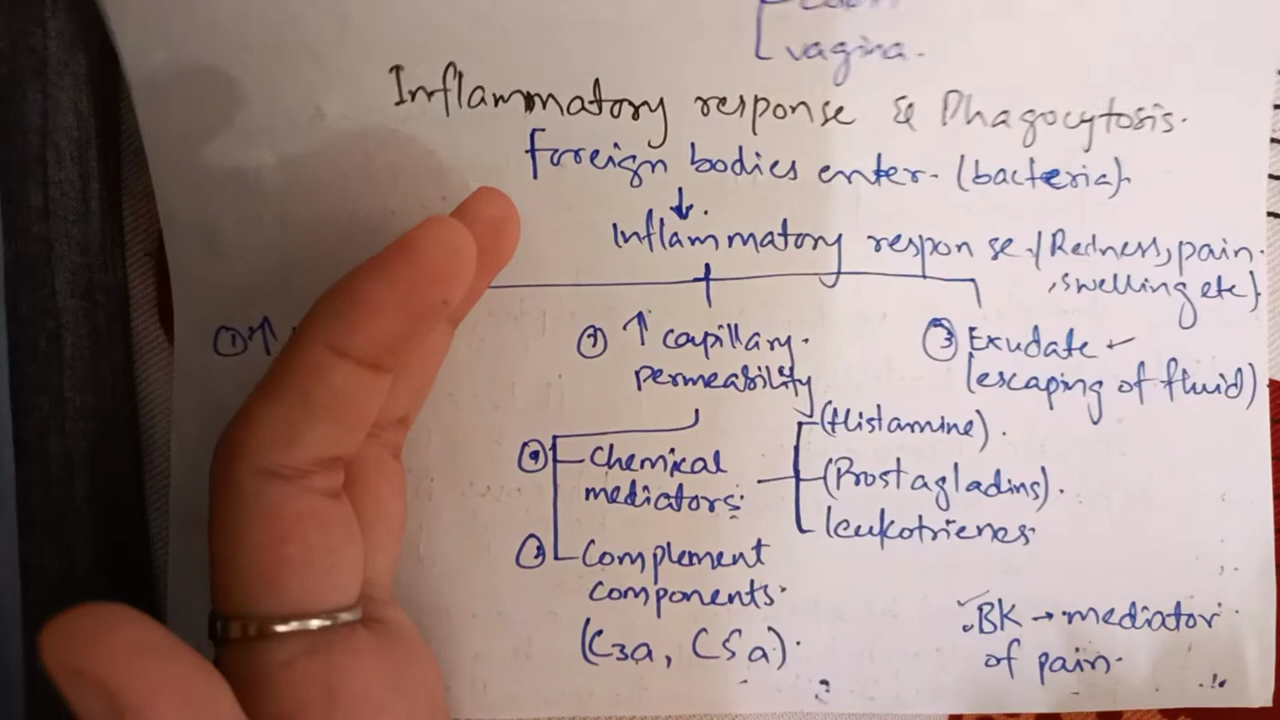 vagina.
Inflammatory response & Phagocytosis.
foreign bodies enter. (bacteria).
↓
Inflammatory response. (Redness, pain.
, swelling etc).
① ↑
② ↑ capillary.
permeability
③ Exudate
(escaping of fluid)
(Histamine).
Chemical
mediators:
(Prostagladins).
leukotrienes
Complement
components.
(C3a, C5a).
BK → mediator
of pain.